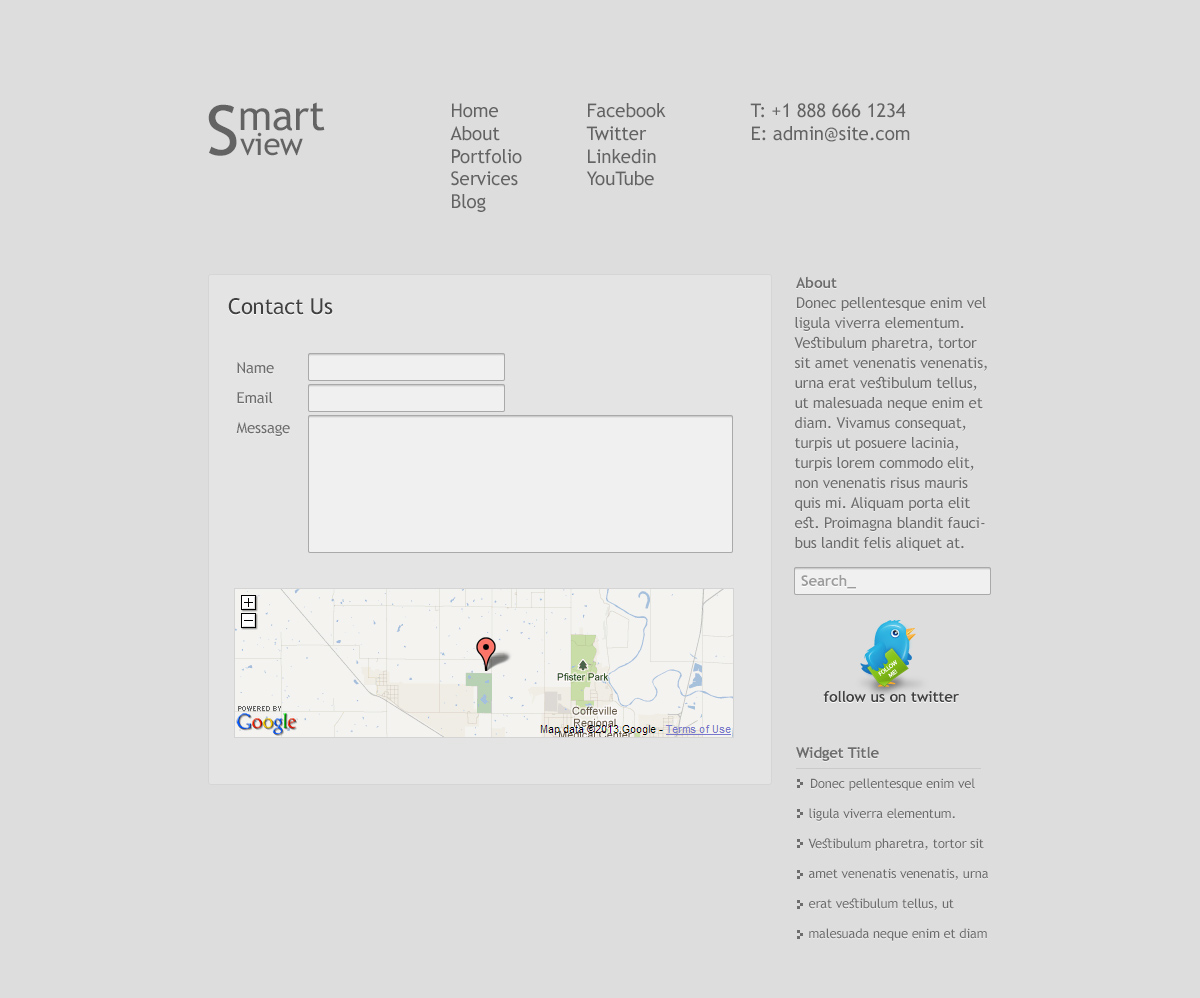 Smart
view
Home
About
Portfolio
Services
Blog
Facebook
Twitter
Linkedin
YouTube
T: +1 888 666 1234
E: admin@site.com
Contact Us
Name
Email
Message
Pfister Park
Coffeville
Regional
Medical Center
POWERED BY
Google
Map data ©2013 Google - Terms of Use
About
Donec pellentesque enim vel
ligula viverra elementum.
Vestibulum pharetra, tortor
sit amet venenatis venenatis,
urna erat vestibulum tellus,
ut malesuada neque enim et
diam. Vivamus consequat,
turpis ut posuere lacinia,
turpis lorem commodo elit,
non venenatis risus mauris
quis mi. Aliquam porta elit
est. Proimagna blandit fauci-
bus landit felis aliquet at.
Search_
FOLLOW
ME!
follow us on twitter
Widget Title
Donec pellentesque enim vel
ligula viverra elementum.
Vestibulum pharetra, tortor sit
amet venenatis venenatis, urna
erat vestibulum tellus, ut
malesuada neque enim et diam